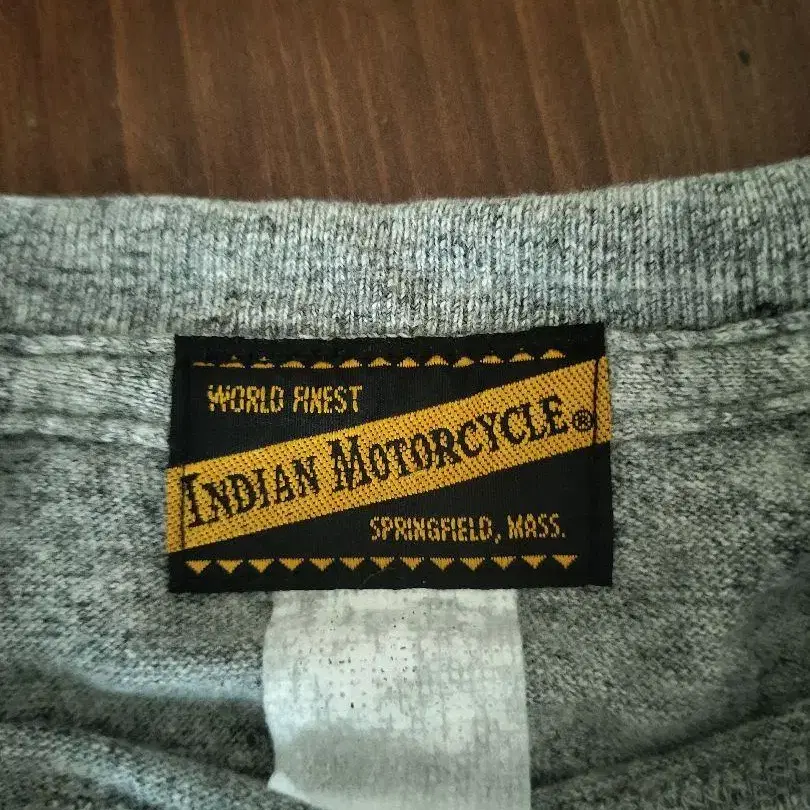 WORLD FINEST
INDIAN MOTORCYCLE®
SPRINGFIELD, MASS.